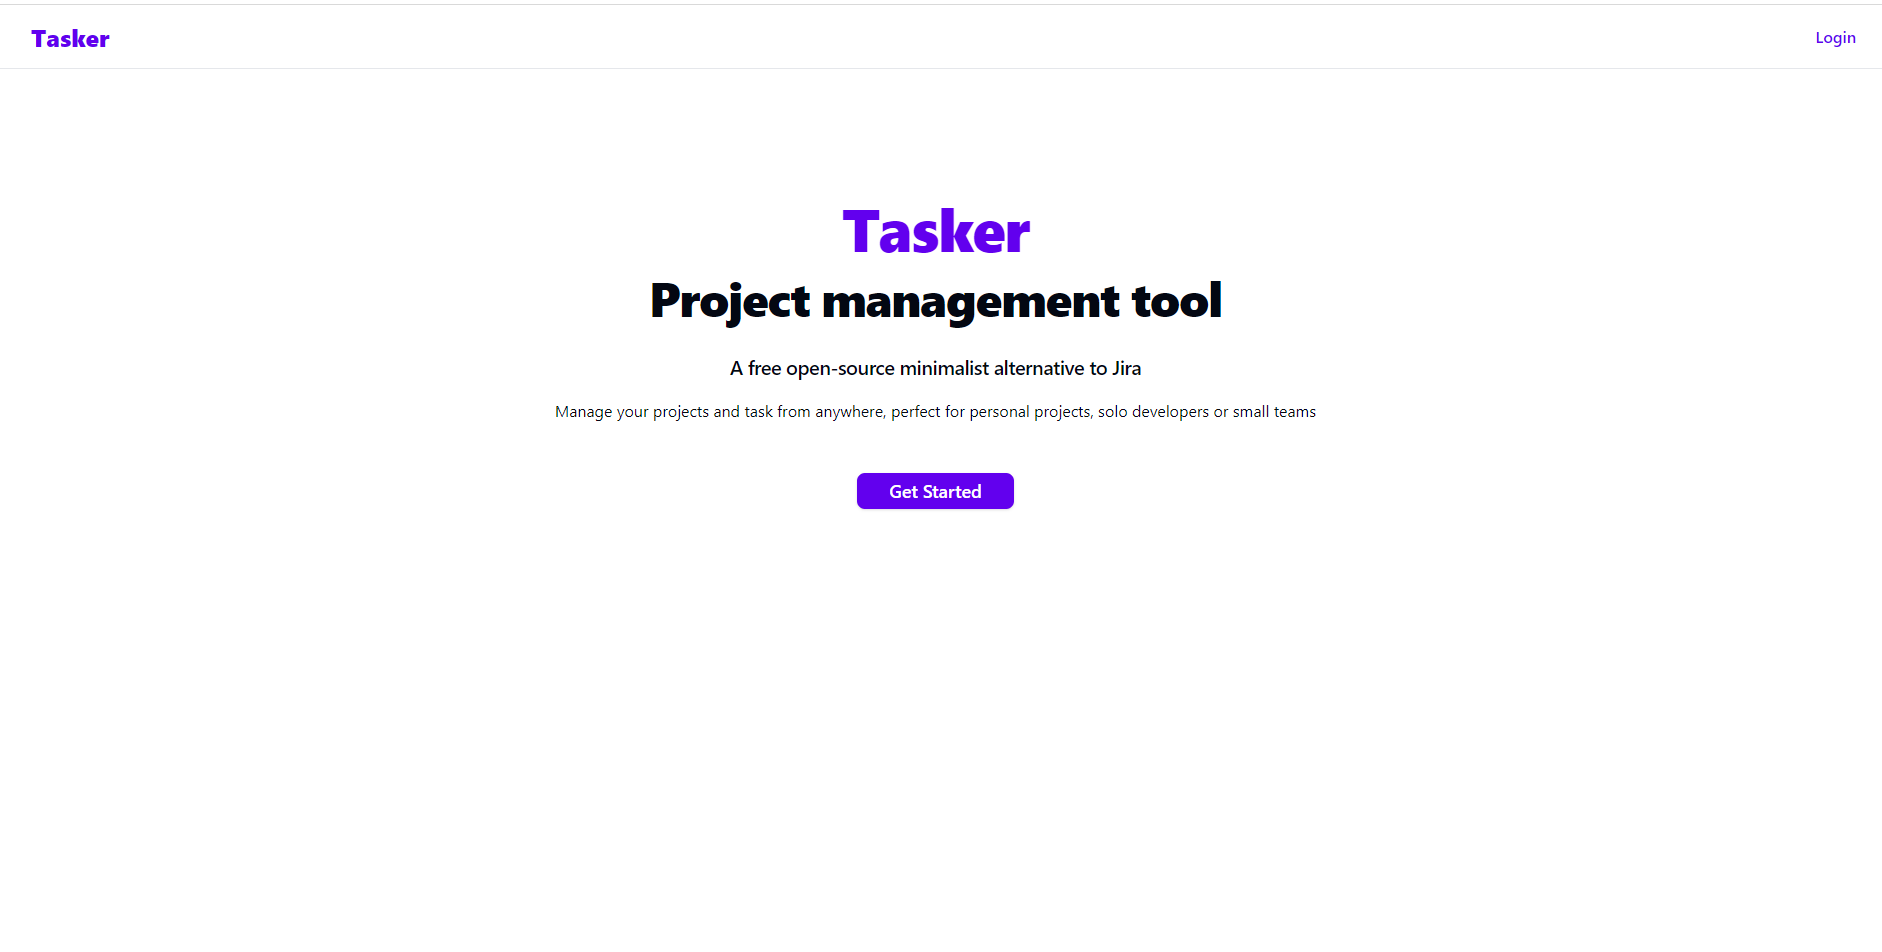 Tasker
Login
Tasker
Project management tool
A free open-source minimalist alternative to Jira
Manage your projects and task from anywhere, perfect for personal projects, solo developers or small teams
Get Started